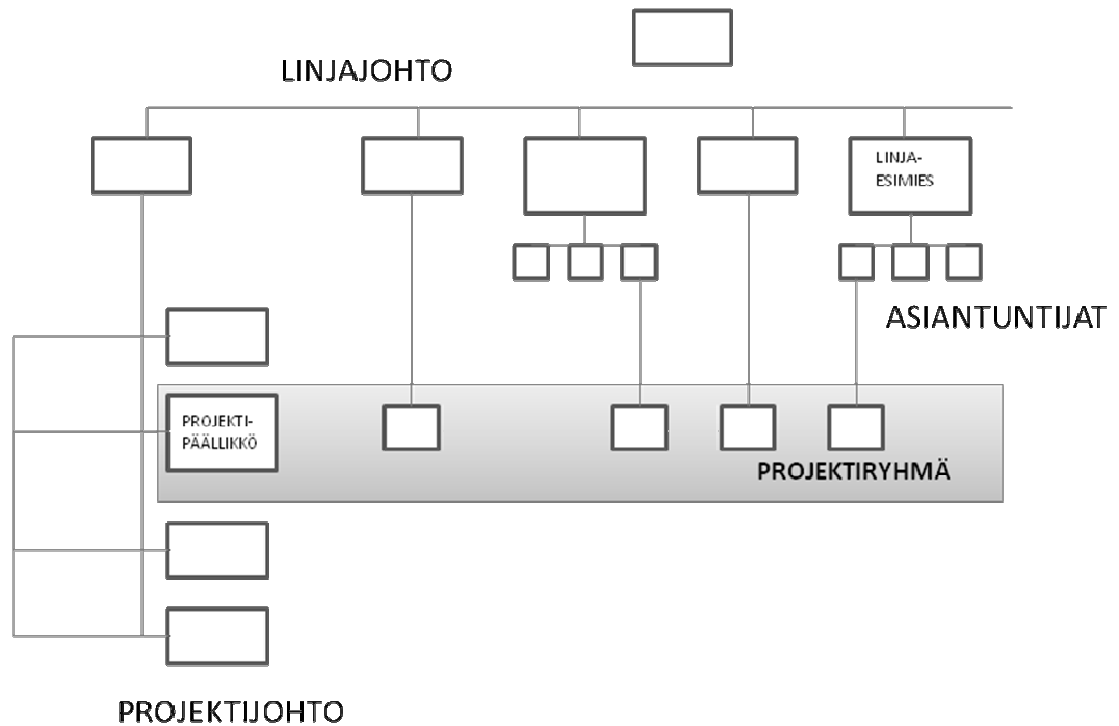 LINJAJOHTO
LINJA-
ESIMIES
ASIANTUNTIJAT
PROJEKTI-
PÄÄLLIKKÖ
PROJEKTIRYHMÄ
PROJEKTIJOHTO